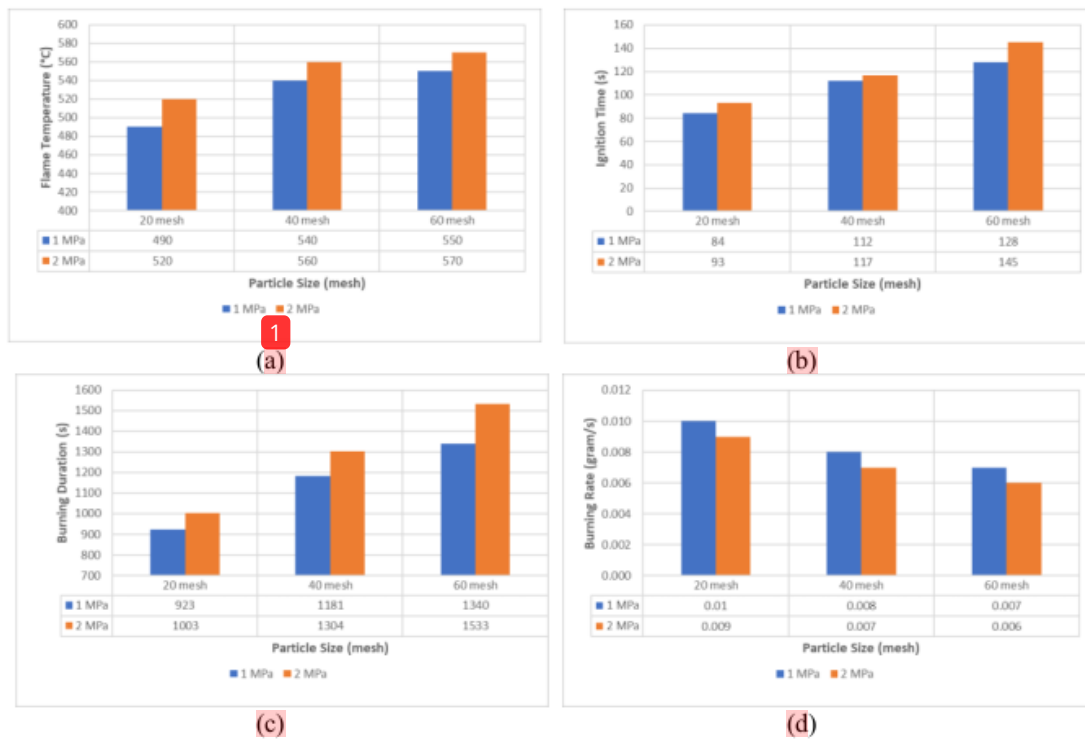 600
580
560
540
520
500
480
460
440
420
400
Flame Temperature (°C)
20 mesh 40 mesh 60 mesh
1 MPa 490 540 550
2 MPa 520 560 570
Particle Size (mesh)
1 MPa 2 MPa
1
(a)
160
140
120
100
80
60
40
20
0
Ignition Time (s)
20 mesh 40 mesh 60 mesh
1 MPa 84 112 128
2 MPa 93 117 145
Particle Size (mesh)
1 MPa 2 MPa
(b)
1600
1500
1400
1300
1200
1100
1000
900
800
700
Burning Duration (s)
20 mesh 40 mesh 60 mesh
1 MPa 923 1181 1340
2 MPa 1003 1304 1533
Particle Size (mesh)
1 MPa 2 MPa
(c)
0.012
0.010
0.008
0.006
0.004
0.002
0.000
Burning Rate (gram/s)
20 mesh 40 mesh 60 mesh
1 MPa 0.01 0.008 0.007
2 MPa 0.009 0.007 0.006
Particle Size (mesh)
1 MPa 2 MPa
(d)